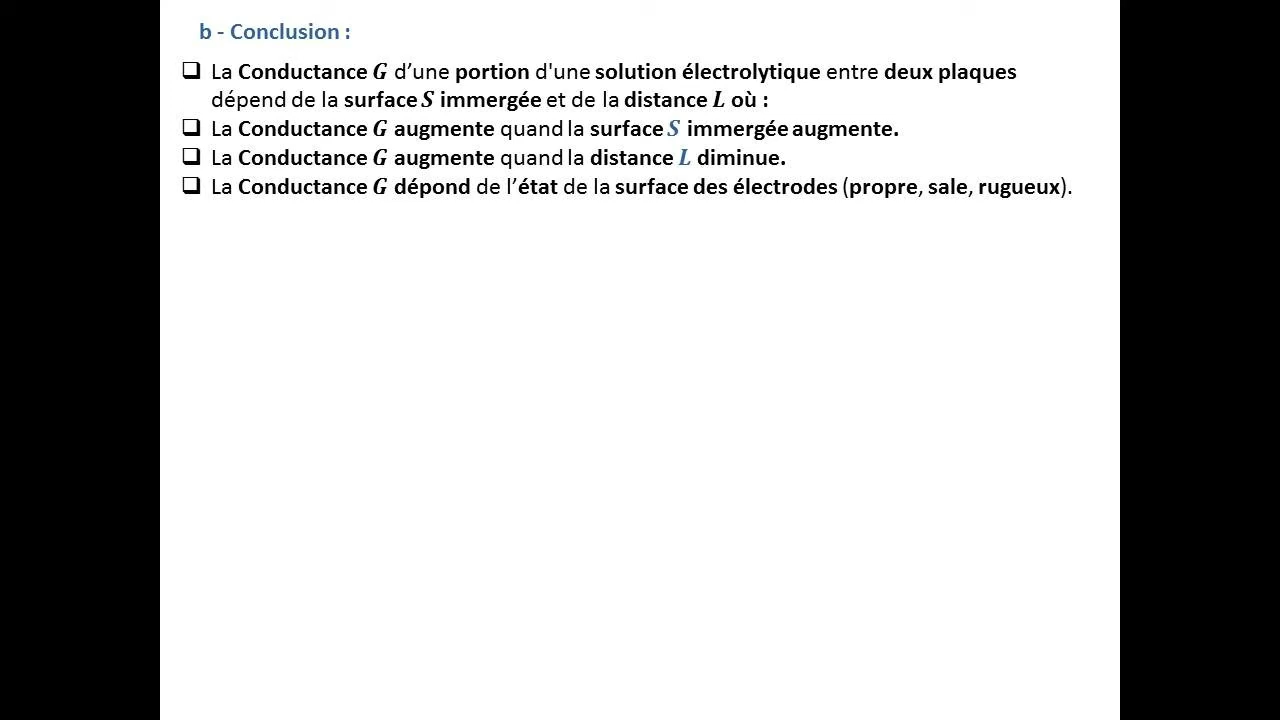 b - Conclusion :
❑ La Conductance G d’une portion d'une solution électrolytique entre deux plaques
dépend de la surface S immergée et de la distance L où :
❑ La Conductance G augmente quand la surface S immergée augmente.
❑ La Conductance G augmente quand la distance L diminue.
❑ La Conductance G dépond de l’état de la surface des électrodes (propre, sale, rugueux).